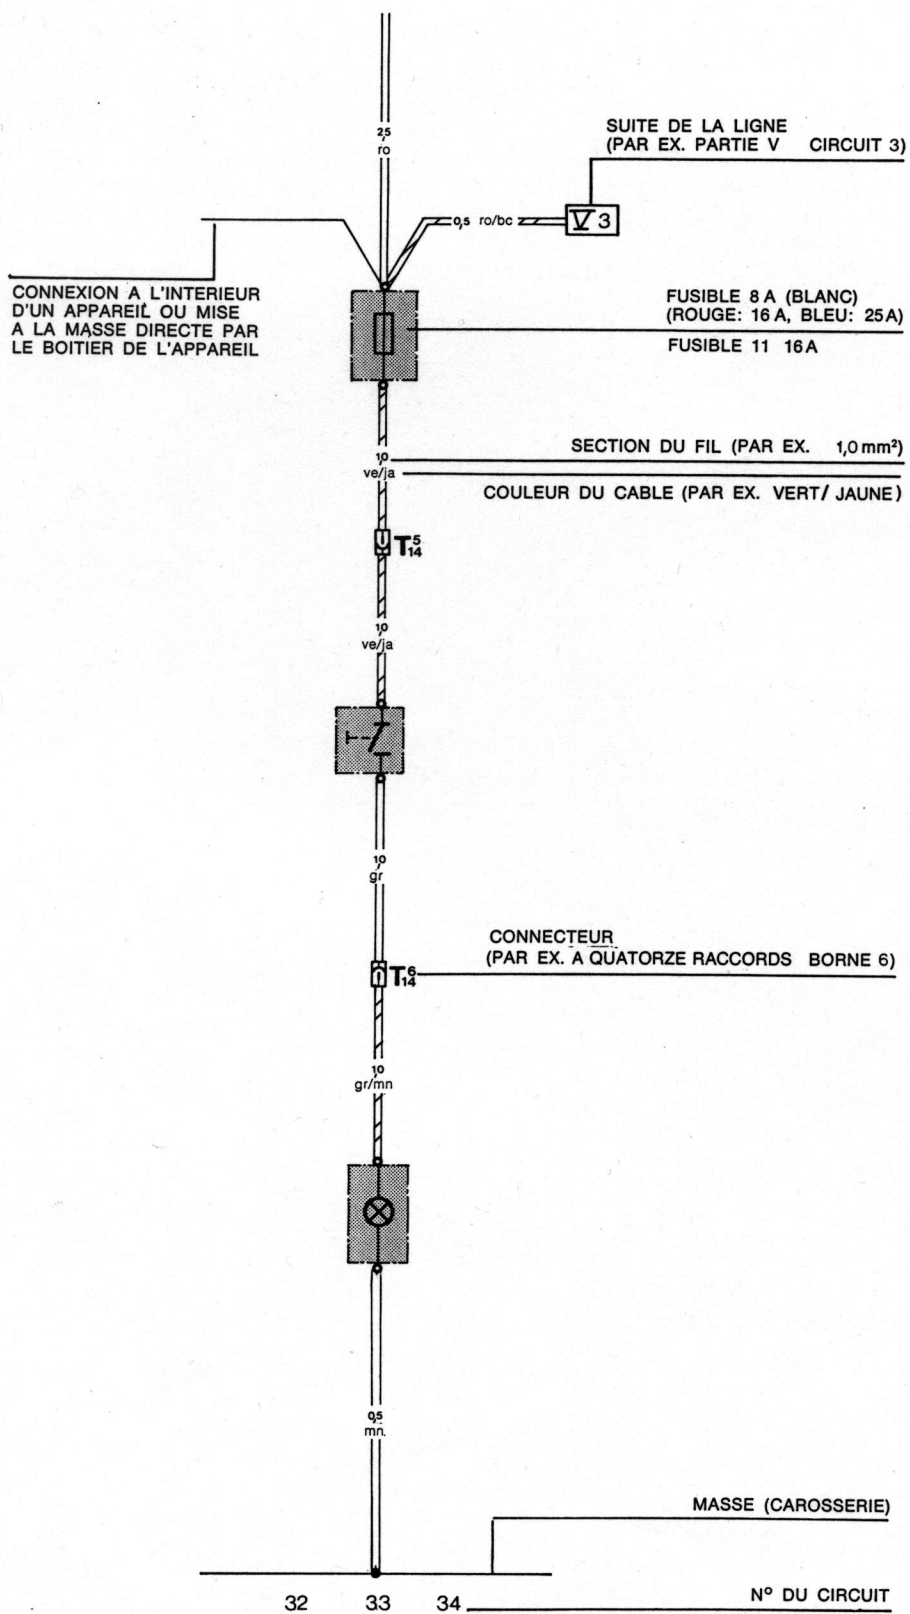 25
ro
SUITE DE LA LIGNE
(PAR EX. PARTIE V CIRCUIT 3)
0,5 ro/bc
V 3
CONNEXION A L'INTERIEUR
D'UN APPAREIL OU MISE
A LA MASSE DIRECTE PAR
LE BOITIER DE L'APPAREIL
FUSIBLE 8 A (BLANC)
(ROUGE: 16 A, BLEU: 25 A)
FUSIBLE 11 16 A
SECTION DU FIL (PAR EX. 1,0 mm²)
1,0
ve/ja
COULEUR DU CABLE (PAR EX. VERT/ JAUNE)
T 5
14
1,0
ve/ja
1,0
gr
CONNECTEUR
(PAR EX. A QUATORZE RACCORDS BORNE 6)
T 6
14
1,0
gr/mn
0,5
mn.
MASSE (CAROSSERIE)
32 33 34 N° DU CIRCUIT